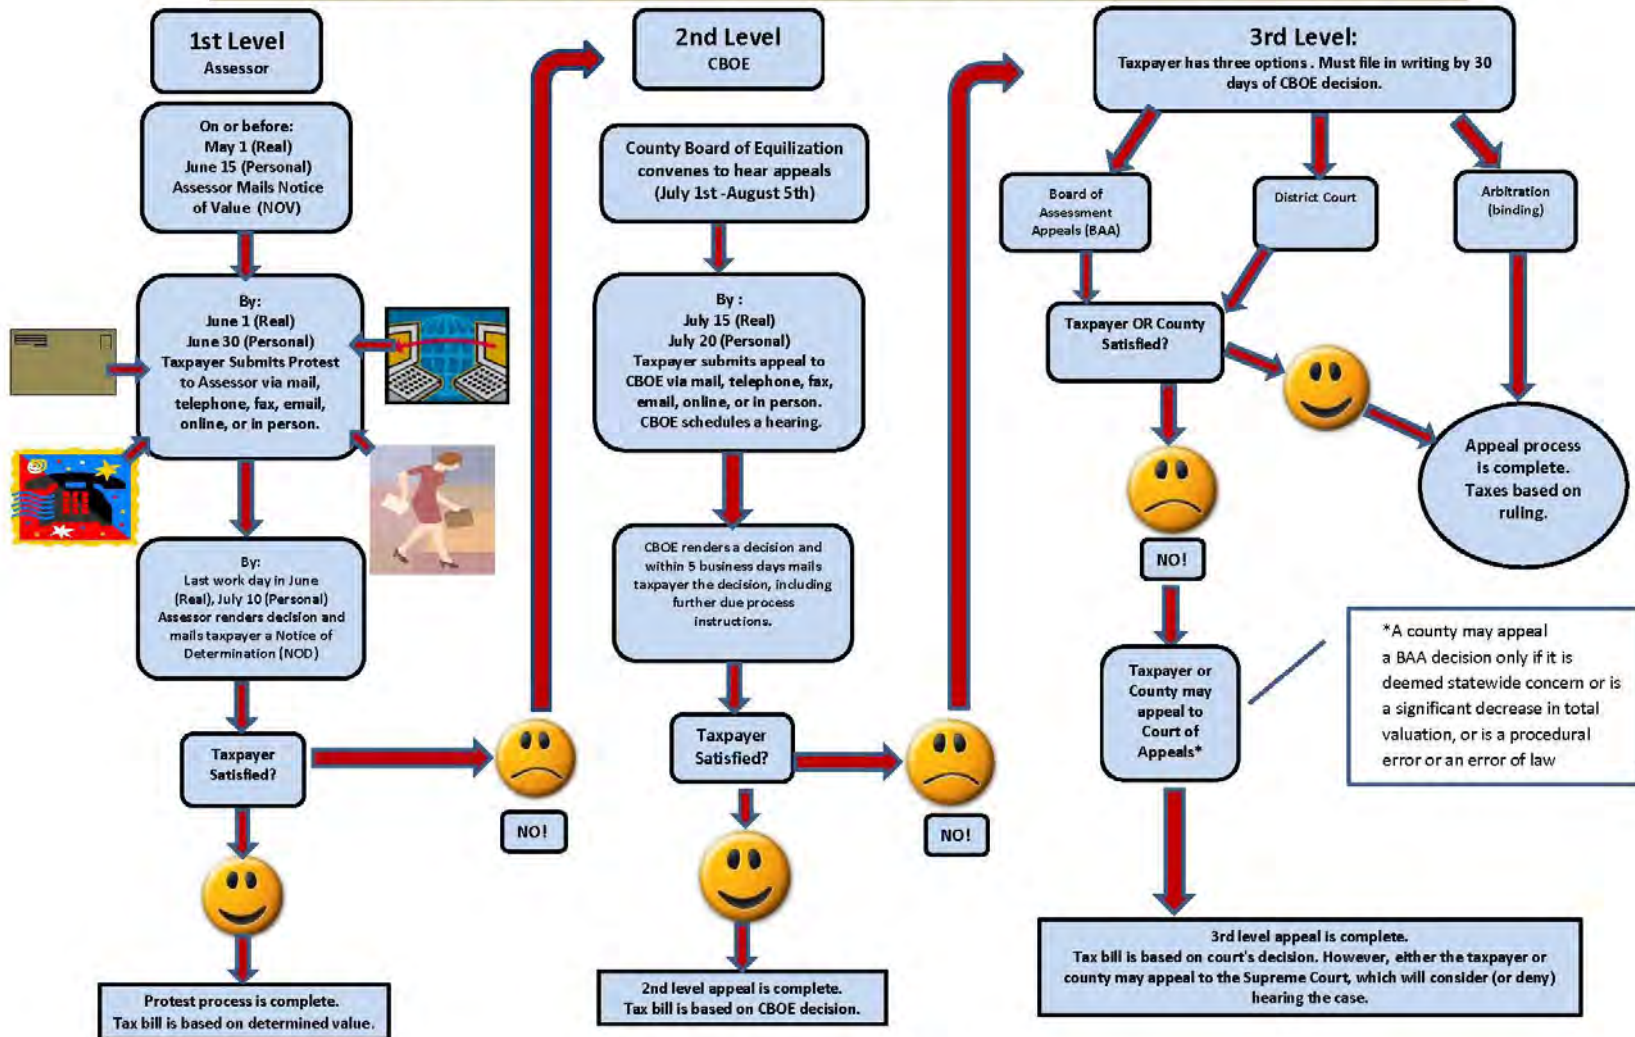 1st Level
Assessor
On or before:
May 1 (Real)
June 15 (Personal)
Assessor Mails Notice
of Value (NOV)
By:
June 1 (Real)
June 30 (Personal)
Taxpayer Submits Protest
to Assessor via mail,
telephone, fax, email,
online, or in person.
By:
Last work day in June
(Real), July 10 (Personal)
Assessor renders decision and
mails taxpayer a Notice of
Determination (NOD)
Taxpayer
Satisfied?
NO!
Protest process is complete.
Tax bill is based on determined value.
2nd Level
CBOE
County Board of Equilization
convenes to hear appeals
(July 1st -August 5th)
By :
July 15 (Real)
July 20 (Personal)
Taxpayer submits appeal to
CBOE via mail, telephone, fax,
email, online, or in person.
CBOE schedules a hearing.
CBOE renders a decision and
within 5 business days mails
taxpayer the decision, including
further due process
instructions.
Taxpayer
Satisfied?
NO!
2nd level appeal is complete.
Tax bill is based on CBOE decision.
3rd Level:
Taxpayer has three options . Must file in writing by 30
days of CBOE decision.
Board of
Assessment
Appeals (BAA)
District Court
Arbitration
(binding)
Taxpayer OR County
Satisfied?
Appeal process
is complete.
Taxes based on
ruling.
NO!
Taxpayer or
County may
appeal to
Court of
Appeals*
*A county may appeal
a BAA decision only if it is
deemed statewide concern or is
a significant decrease in total
valuation, or is a procedural
error or an error of law
3rd level appeal is complete.
Tax bill is based on court's decision. However, either the taxpayer or
county may appeal to the Supreme Court, which will consider (or deny)
hearing the case.